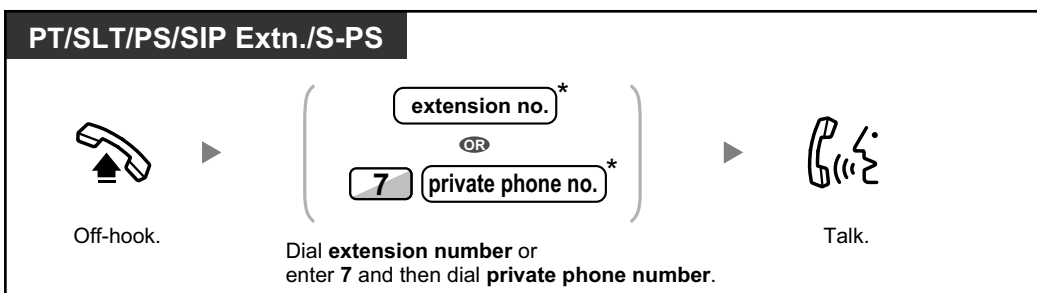 PT/SLT/PS/SIP Extn./S-PS
extension no.*
OR
7 private phone no.*
Off-hook.
Talk.
Dial extension number or
enter 7 and then dial private phone number.